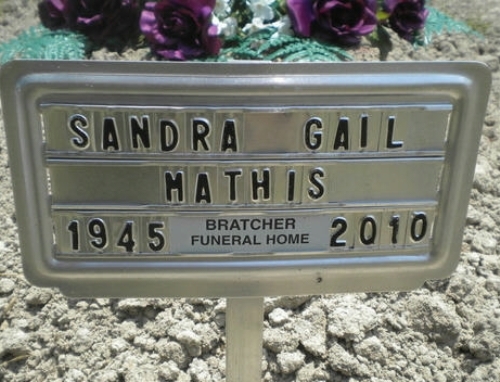 SANDRA GAIL
MATHIS
1945 BRATCHER FUNERAL HOME 2010